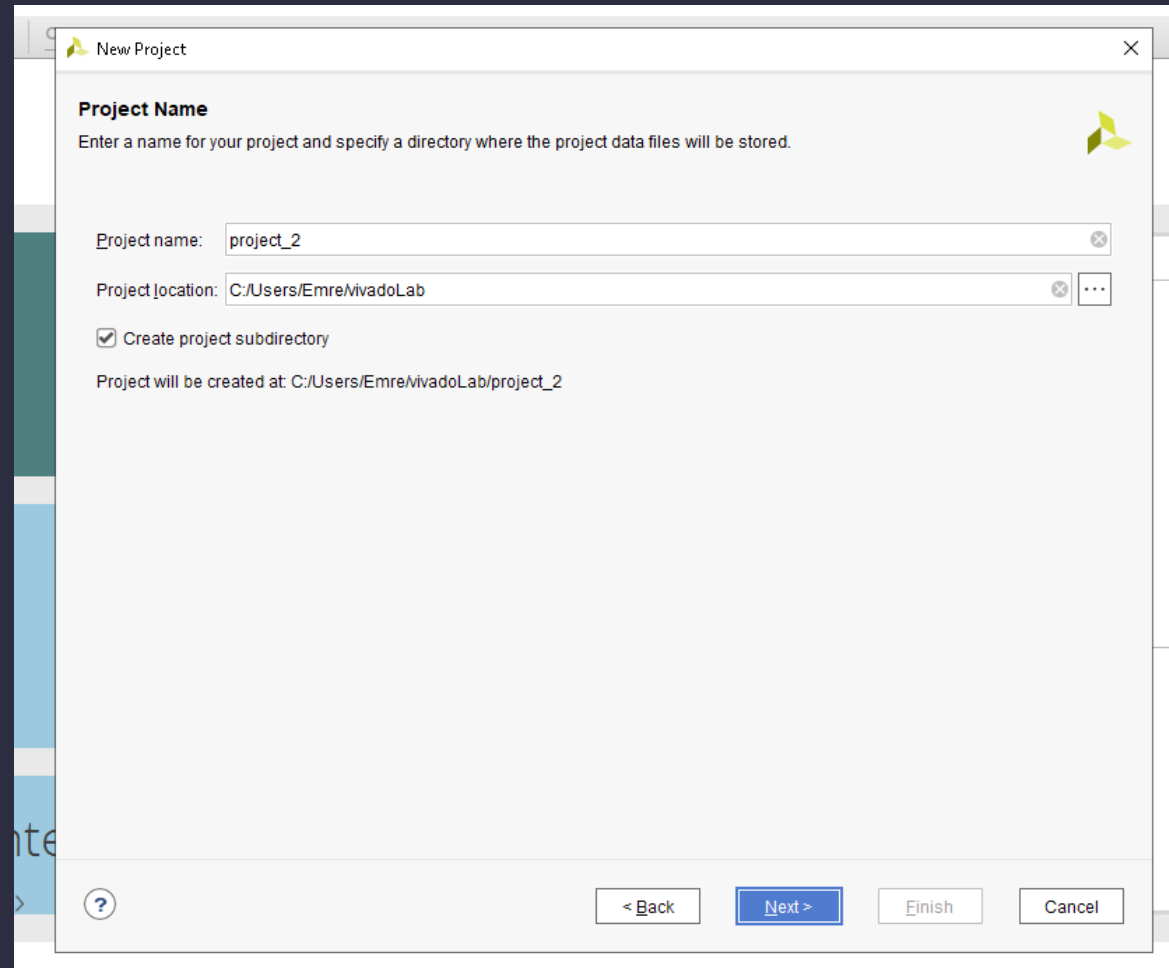 New Project
Project Name
Enter a name for your project and specify a directory where the project data files will be stored.
Project name: project_2
Project location: C:/Users/Emre/vivadoLab
...
Create project subdirectory
Project will be created at: C:/Users/Emre/vivadoLab/project_2
nte
>
?
< Back
Next >
Finish
Cancel